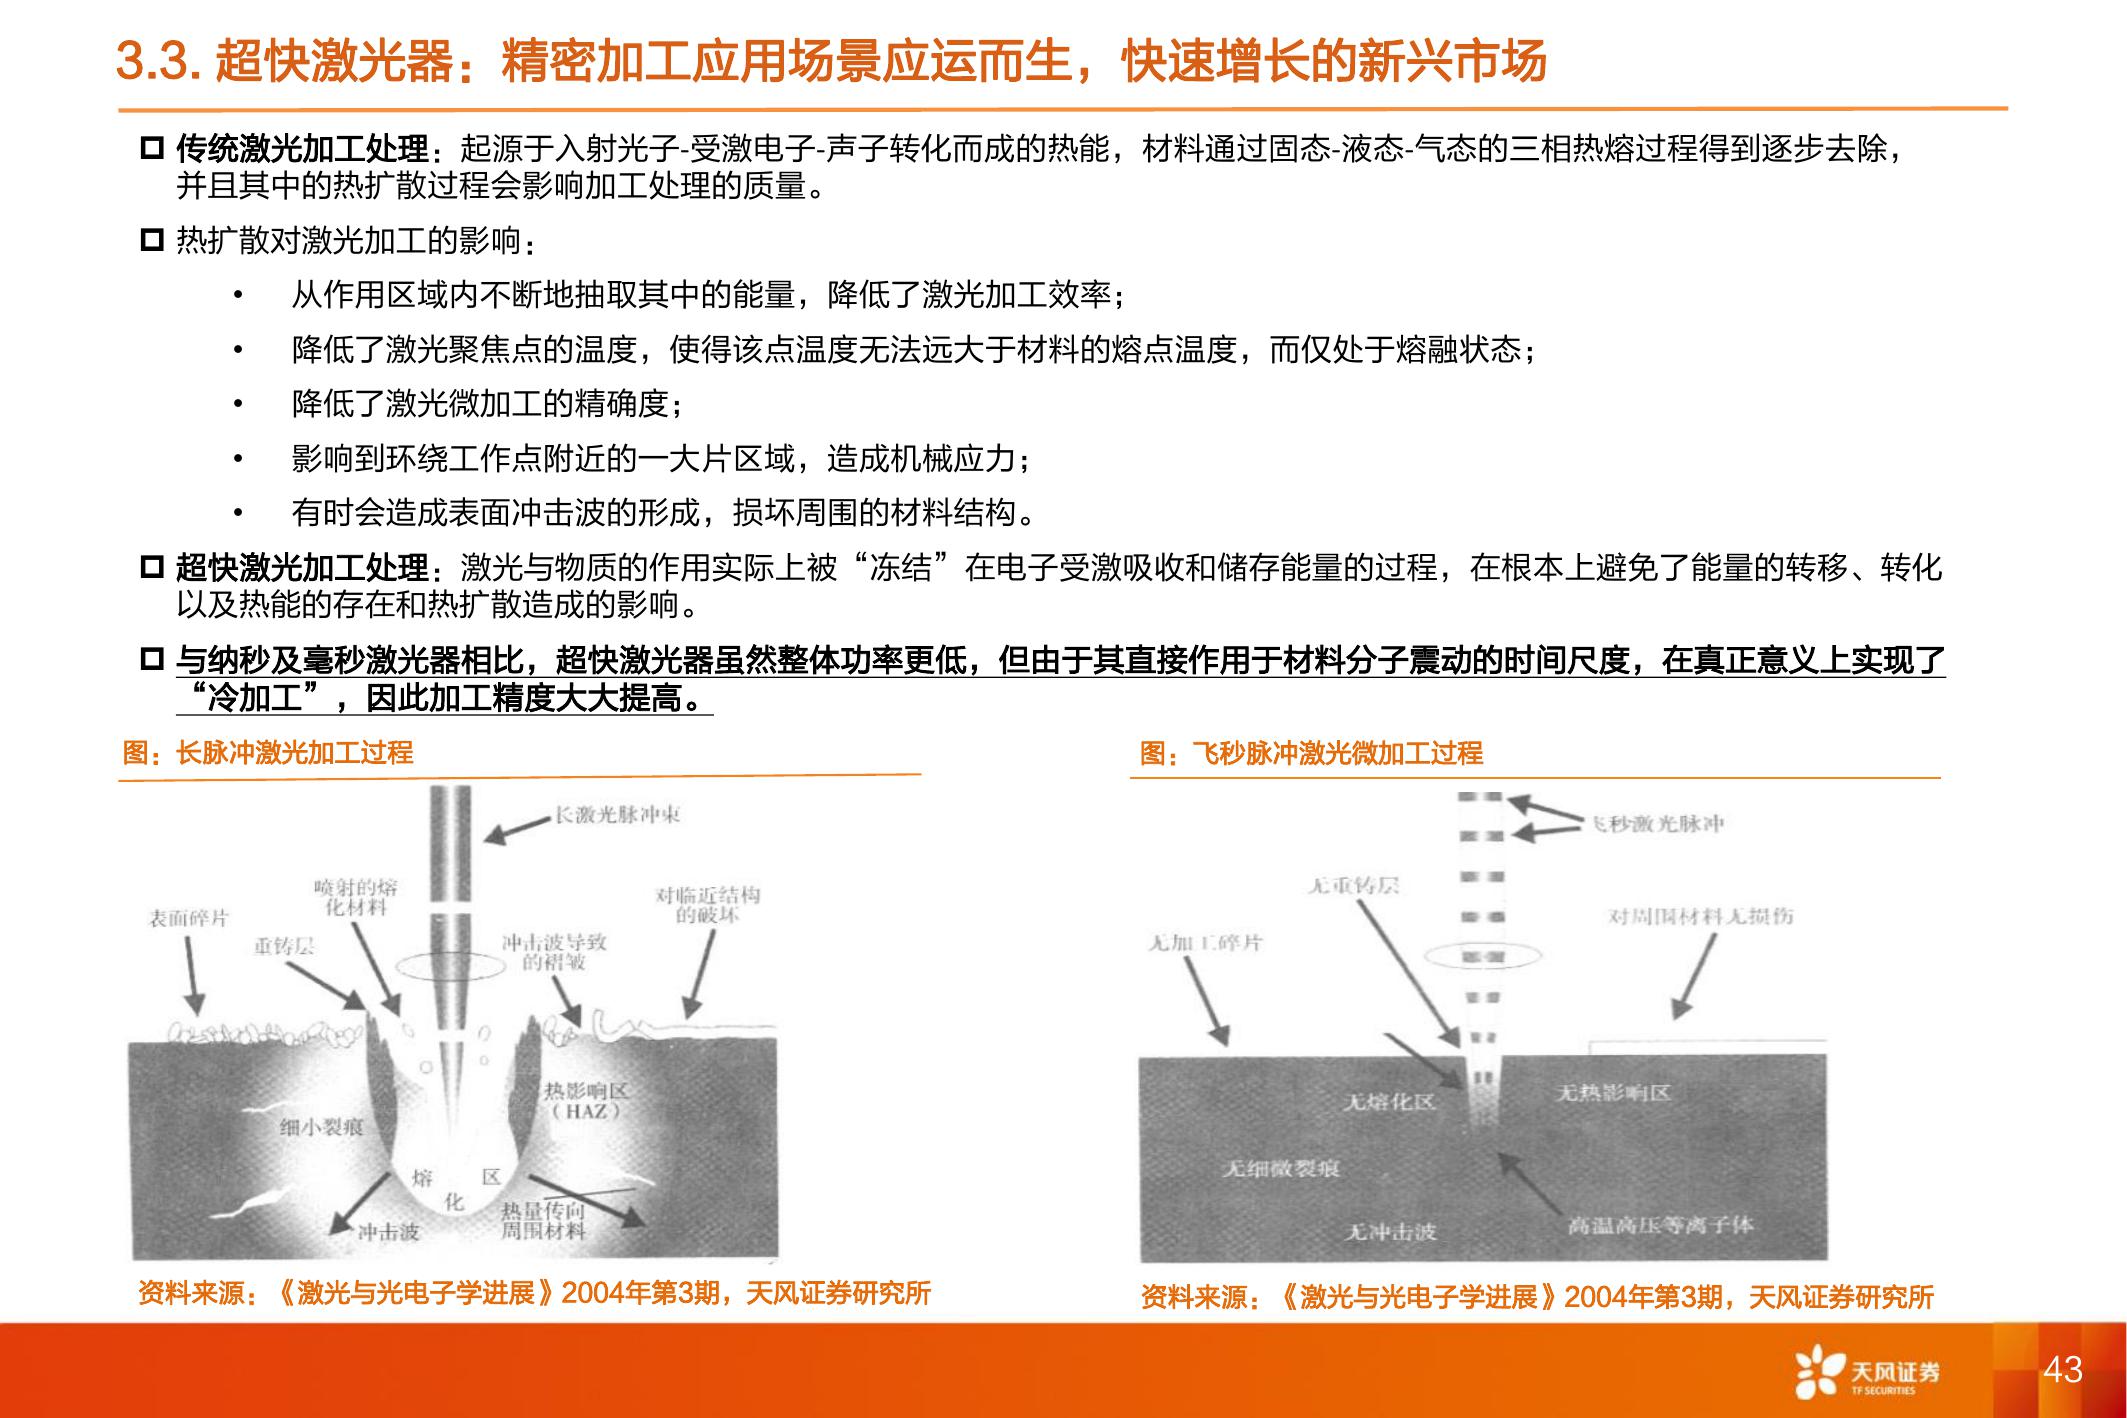 3.3. 超快激光器：精密加工应用场景应运而生，快速增长的新兴市场
传统激光加工处理：起源于入射光子-受激电子-声子转化而成的热能，材料通过固态-液态-气态的三相热熔过程得到逐步去除，
并且其中的热扩散过程会影响加工处理的质量。
热扩散对激光加工的影响：
• 从作用区域内不断地抽取其中的能量，降低了激光加工效率；
• 降低了激光聚焦点的温度，使得该点温度无法远大于材料的熔点温度，而仅处于熔融状态；
• 降低了激光微加工的精确度；
• 影响到环绕工作点附近的一大片区域，造成机械应力；
• 有时会造成表面冲击波的形成，损坏周围的材料结构。
超快激光加工处理：激光与物质的作用实际上被“冻结”在电子受激吸收和储存能量的过程，在根本上避免了能量的转移、转化
以及热能的存在和热扩散造成的影响。
与纳秒及毫秒激光器相比，超快激光器虽然整体功率更低，但由于其直接作用于材料分子震动的时间尺度，在真正意义上实现了
“冷加工”，因此加工精度大大提高。
图：长脉冲激光加工过程
长激光脉冲束
喷射的熔
化材料
对临近结构
的破坏
表面碎片
重铸层
冲击波导致
的褶皱
热影响区
（HAZ）
细小裂痕
熔 区
化
热量传向
周围材料
冲击波
资料来源：《激光与光电子学进展》2004年第3期，天风证券研究所
图：飞秒脉冲激光微加工过程
飞秒激光脉冲
无重铸层
对周围材料无损伤
无加工碎片
无熔化区
无热影响区
无细微裂痕
无冲击波
高温高压等离子体
资料来源：《激光与光电子学进展》2004年第3期，天风证券研究所
天风证券
TF SECURITIES
43